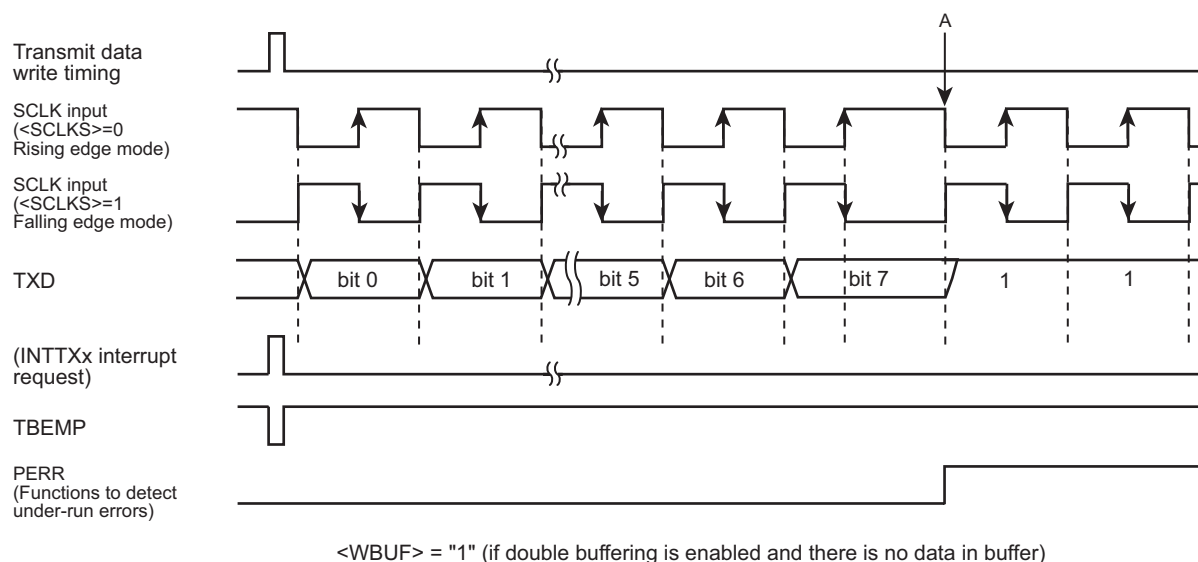 A
Transmit data
write timing
SCLK input
(<SCLKS>=0
Rising edge mode)
SCLK input
(<SCLKS>=1
Falling edge mode)
TXD
bit 0
bit 1
bit 5
bit 6
bit 7
1
1
(INTTXx interrupt
request)
TBEMP
PERR
(Functions to detect
under-run errors)
<WBUF> = "1" (if double buffering is enabled and there is no data in buffer)